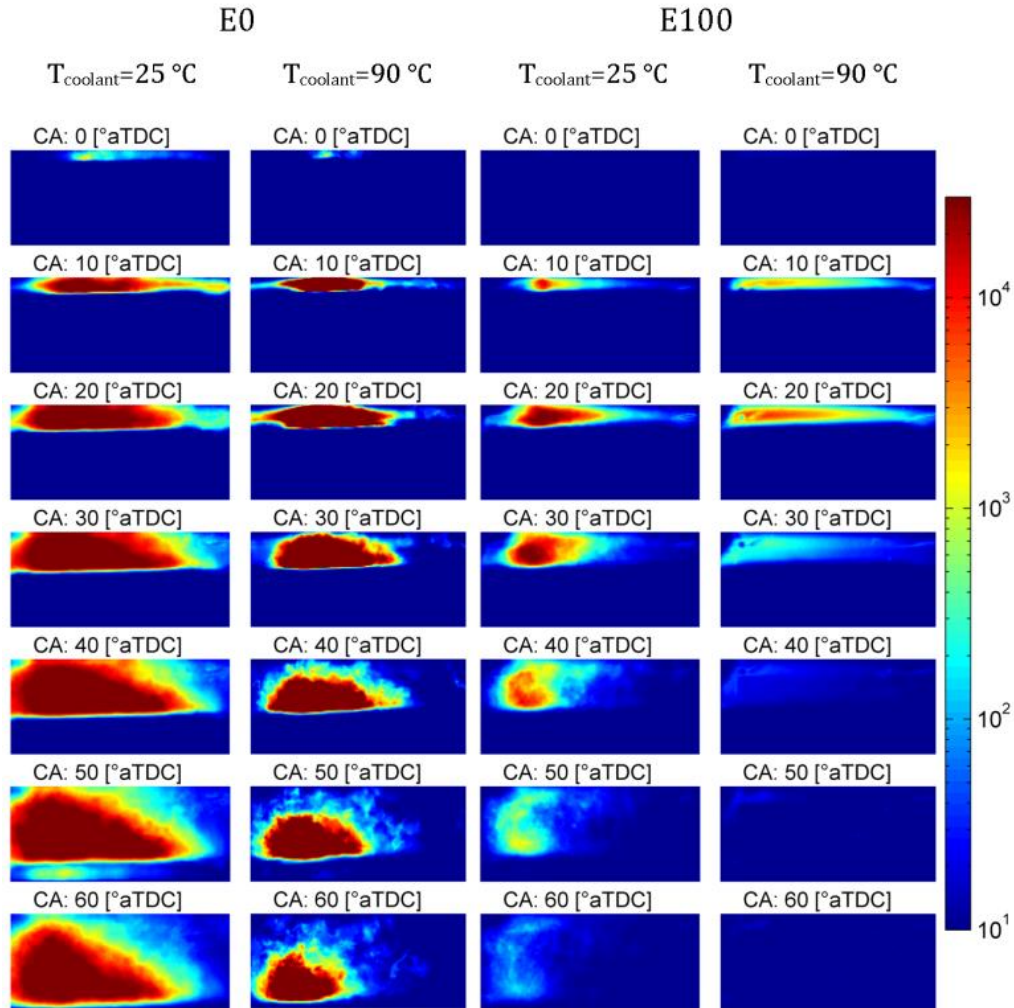 E0 E100
T_coolant=25 °C T_coolant=90 °C T_coolant=25 °C T_coolant=90 °C
CA: 0 [°aTDC] CA: 0 [°aTDC] CA: 0 [°aTDC] CA: 0 [°aTDC]
CA: 10 [°aTDC] CA: 10 [°aTDC] CA: 10 [°aTDC] CA: 10 [°aTDC]
10^4
CA: 20 [°aTDC] CA: 20 [°aTDC] CA: 20 [°aTDC] CA: 20 [°aTDC]
10^3
CA: 30 [°aTDC] CA: 30 [°aTDC] CA: 30 [°aTDC] CA: 30 [°aTDC]
CA: 40 [°aTDC] CA: 40 [°aTDC] CA: 40 [°aTDC] CA: 40 [°aTDC]
10^2
CA: 50 [°aTDC] CA: 50 [°aTDC] CA: 50 [°aTDC] CA: 50 [°aTDC]
CA: 60 [°aTDC] CA: 60 [°aTDC] CA: 60 [°aTDC] CA: 60 [°aTDC]
10^1